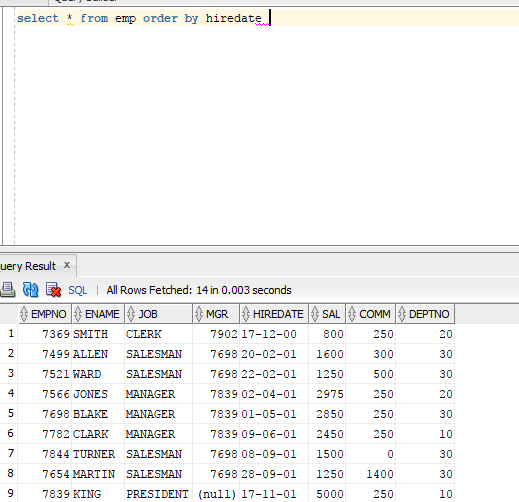 select * from emp order by hiredate
uery Result ×
SQL | All Rows Fetched: 14 in 0.003 seconds
EMPNO ENAME JOB MGR HIREDATE SAL COMM DEPTNO
1 7369 SMITH CLERK 7902 17-12-00 800 250 20
2 7499 ALLEN SALESMAN 7698 20-02-01 1600 300 30
3 7521 WARD SALESMAN 7698 22-02-01 1250 500 30
4 7566 JONES MANAGER 7839 02-04-01 2975 250 20
5 7698 BLAKE MANAGER 7839 01-05-01 2850 250 30
6 7782 CLARK MANAGER 7839 09-06-01 2450 250 10
7 7844 TURNER SALESMAN 7698 08-09-01 1500 0 30
8 7654 MARTIN SALESMAN 7698 28-09-01 1250 1400 30
9 7839 KING PRESIDENT (null) 17-11-01 5000 250 10